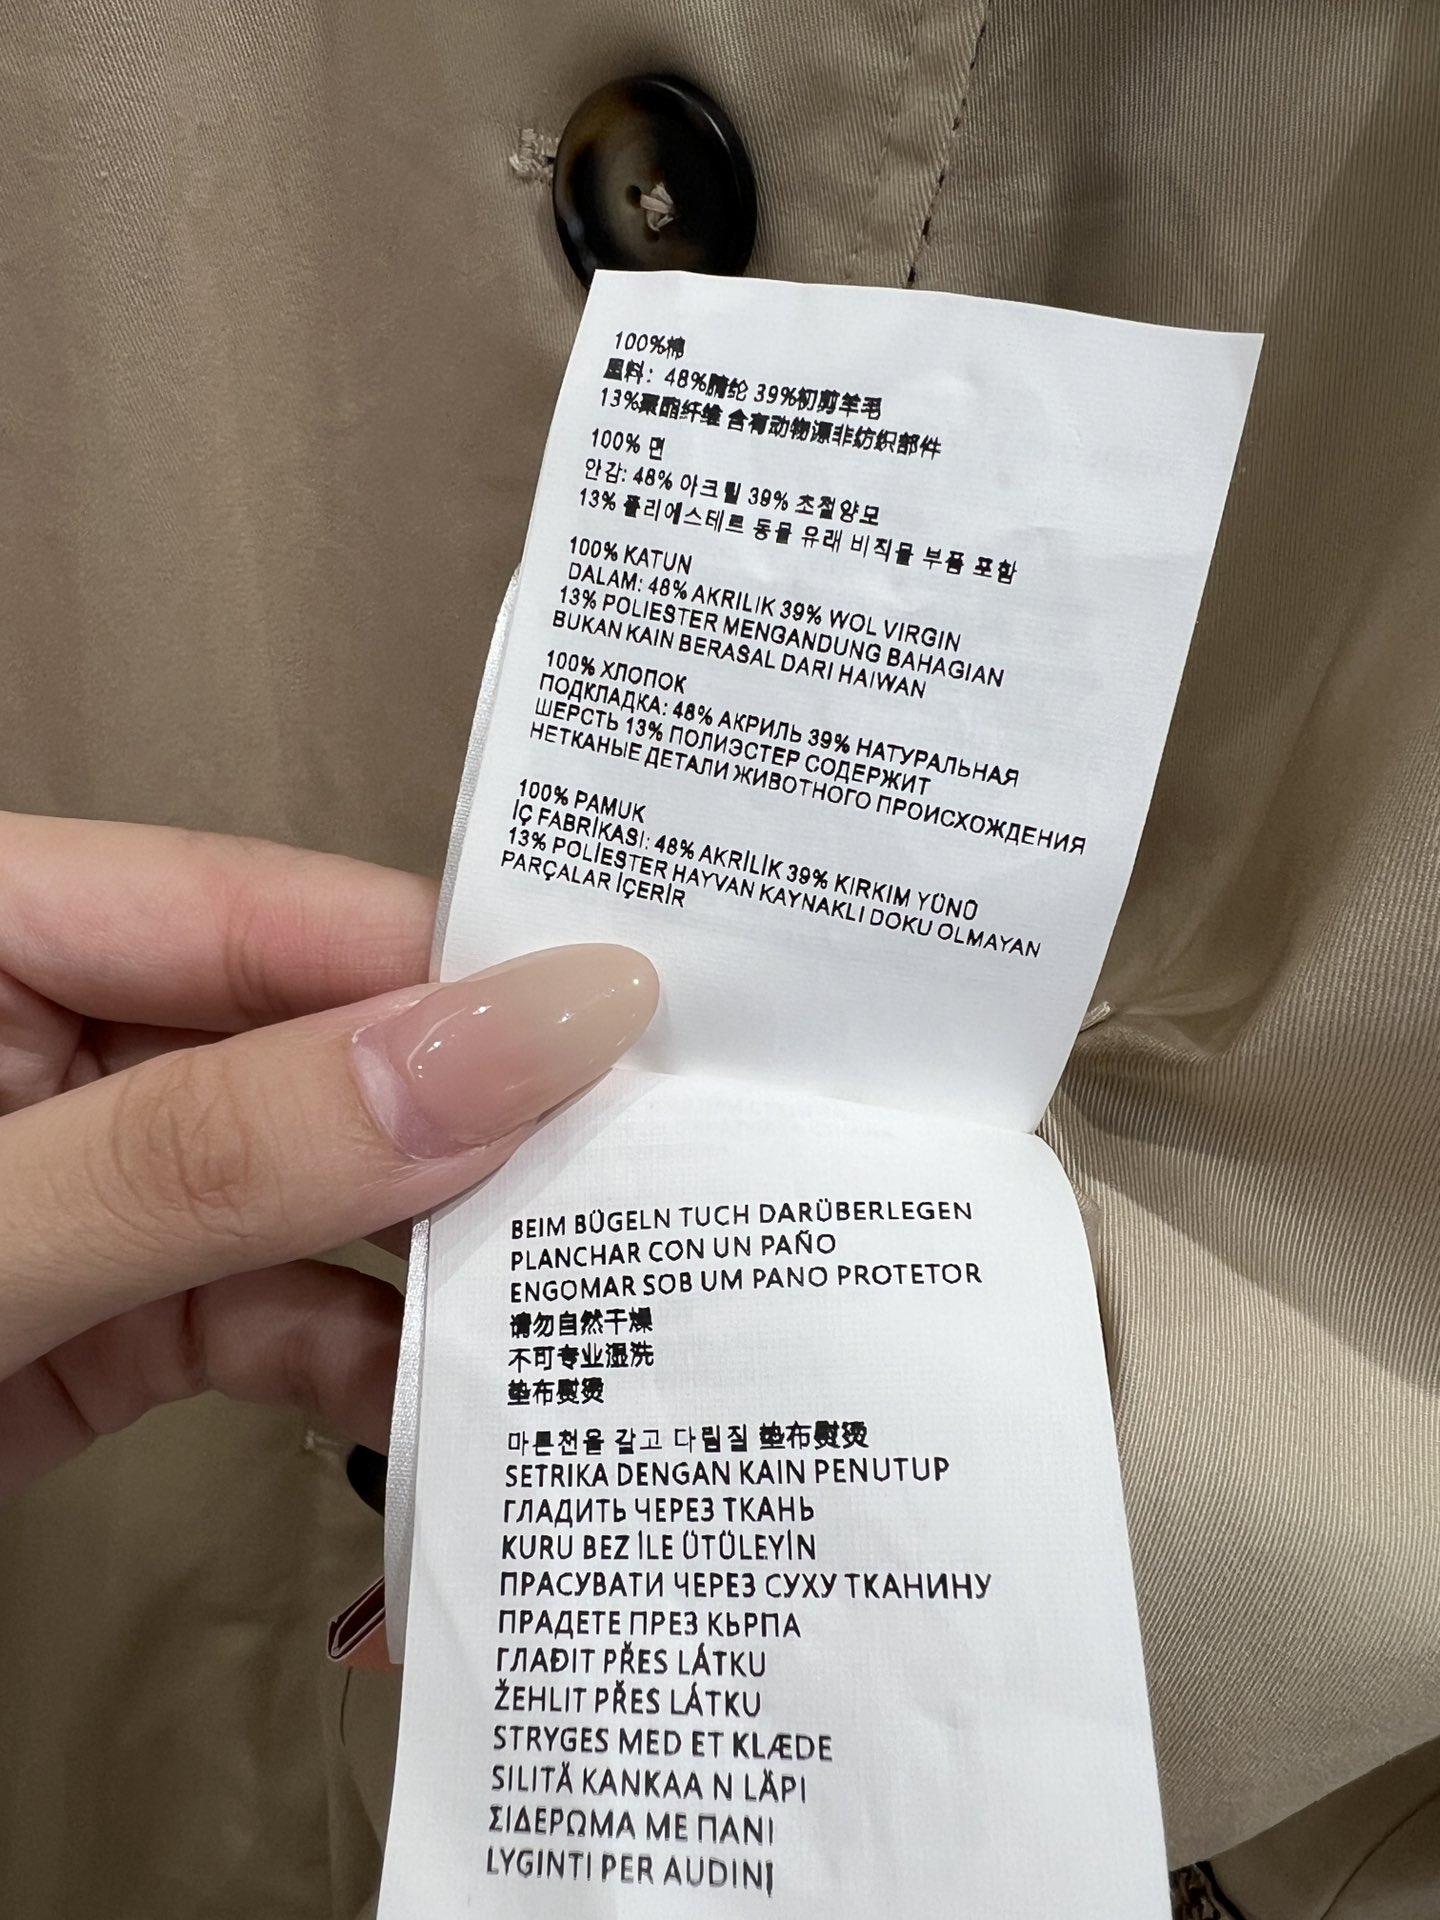 100%棉
里料：48%腈纶 39%初剪羊毛
13%聚酯纤维 含有动物源非纺织部件
100% 면
안감: 48% 아크릴 39% 초절양모
13% 폴리에스테르 동물 유래 비직물 부품 포함
100% KATUN
DALAM: 48% AKRILIK 39% WOL VIRGIN
13% POLIESTER MENGANDUNG BAHAGIAN
BUKAN KAIN BERASAL DARI HAIWAN
100% ХЛОПОК
ПОДКЛАДКА: 48% АКРИЛЬ 39% НАТУРАЛЬНАЯ
ШЕРСТЬ 13% ПОЛИЭСТЕР СОДЕРЖИТ
НЕТКАНЫЕ ДЕТАЛИ ЖИВОТНОГО ПРОИСХОЖДЕНИЯ
100% PAMUK
İÇ FABRİKASI: 48% AKRİLİK 39% KIRKIM YÜNÜ
13% POLİESTER HAYVAN KAYNAKLI DOKU OLMAYAN
PARÇALAR İÇERİR
BEIM BÜGELN TUCH DARÜBERLEGEN
PLANCHAR CON UN PAÑO
ENGOMAR SOB UM PANO PROTETOR
请勿自然干燥
不可专业湿洗
垫布熨烫
마른천을 깔고 다림질 垫布熨烫
SETRIKA DENGAN KAIN PENUTUP
ГЛАДИТЬ ЧЕРЕЗ ТКАНЬ
KURU BEZ İLE ÜTÜLEYİN
ПРАСУВАТИ ЧЕРЕЗ СУХУ ТКАНИНУ
ПРАДЕТЕ ПРЕЗ КЬРПА
ГЛАĐIT PŘES LÁTKU
ŽEHLIT PŘES LÁTKU
STRYGES MED ET KLÆDE
SILITÄ KANKAA N LÄPI
ΣΙΔΕΡΩΜΑ ΜΕ ΠΑΝΙ
LYGINTI PER AUDINĮ